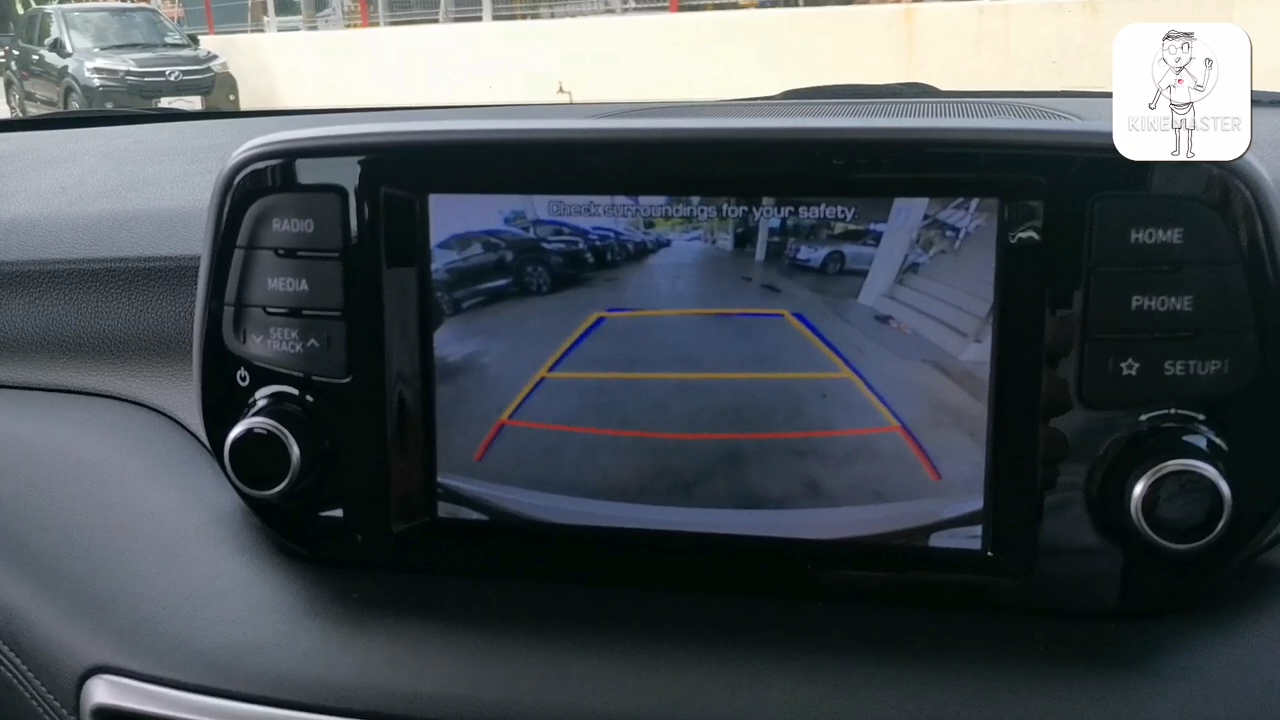 KINEMASTER
Check surroundings for your safety.
RADIO
MEDIA
SEEK
TRACK
HOME
PHONE
SETUP